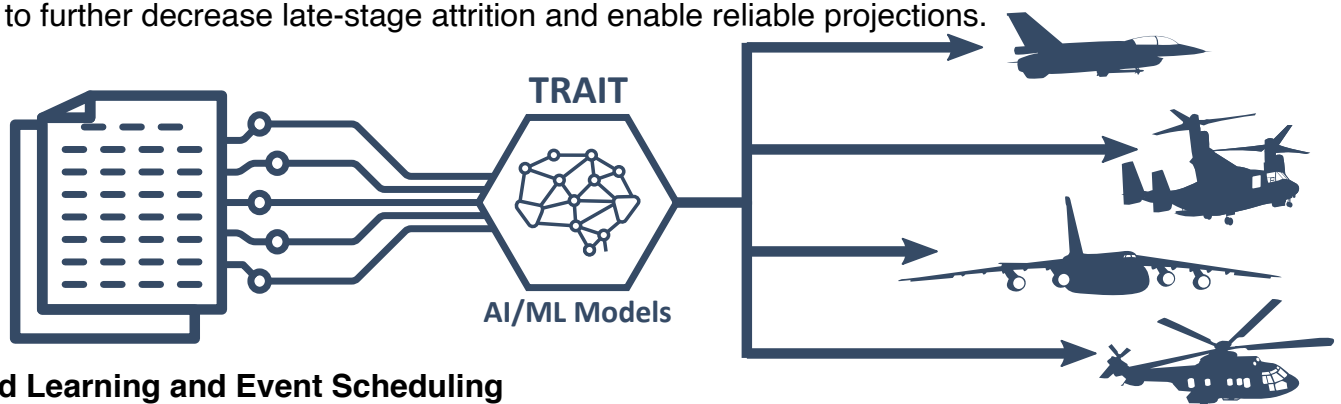 to further decrease late-stage attrition and enable reliable projections.
TRAIT
AI/ML Models
d Learning and Event Scheduling